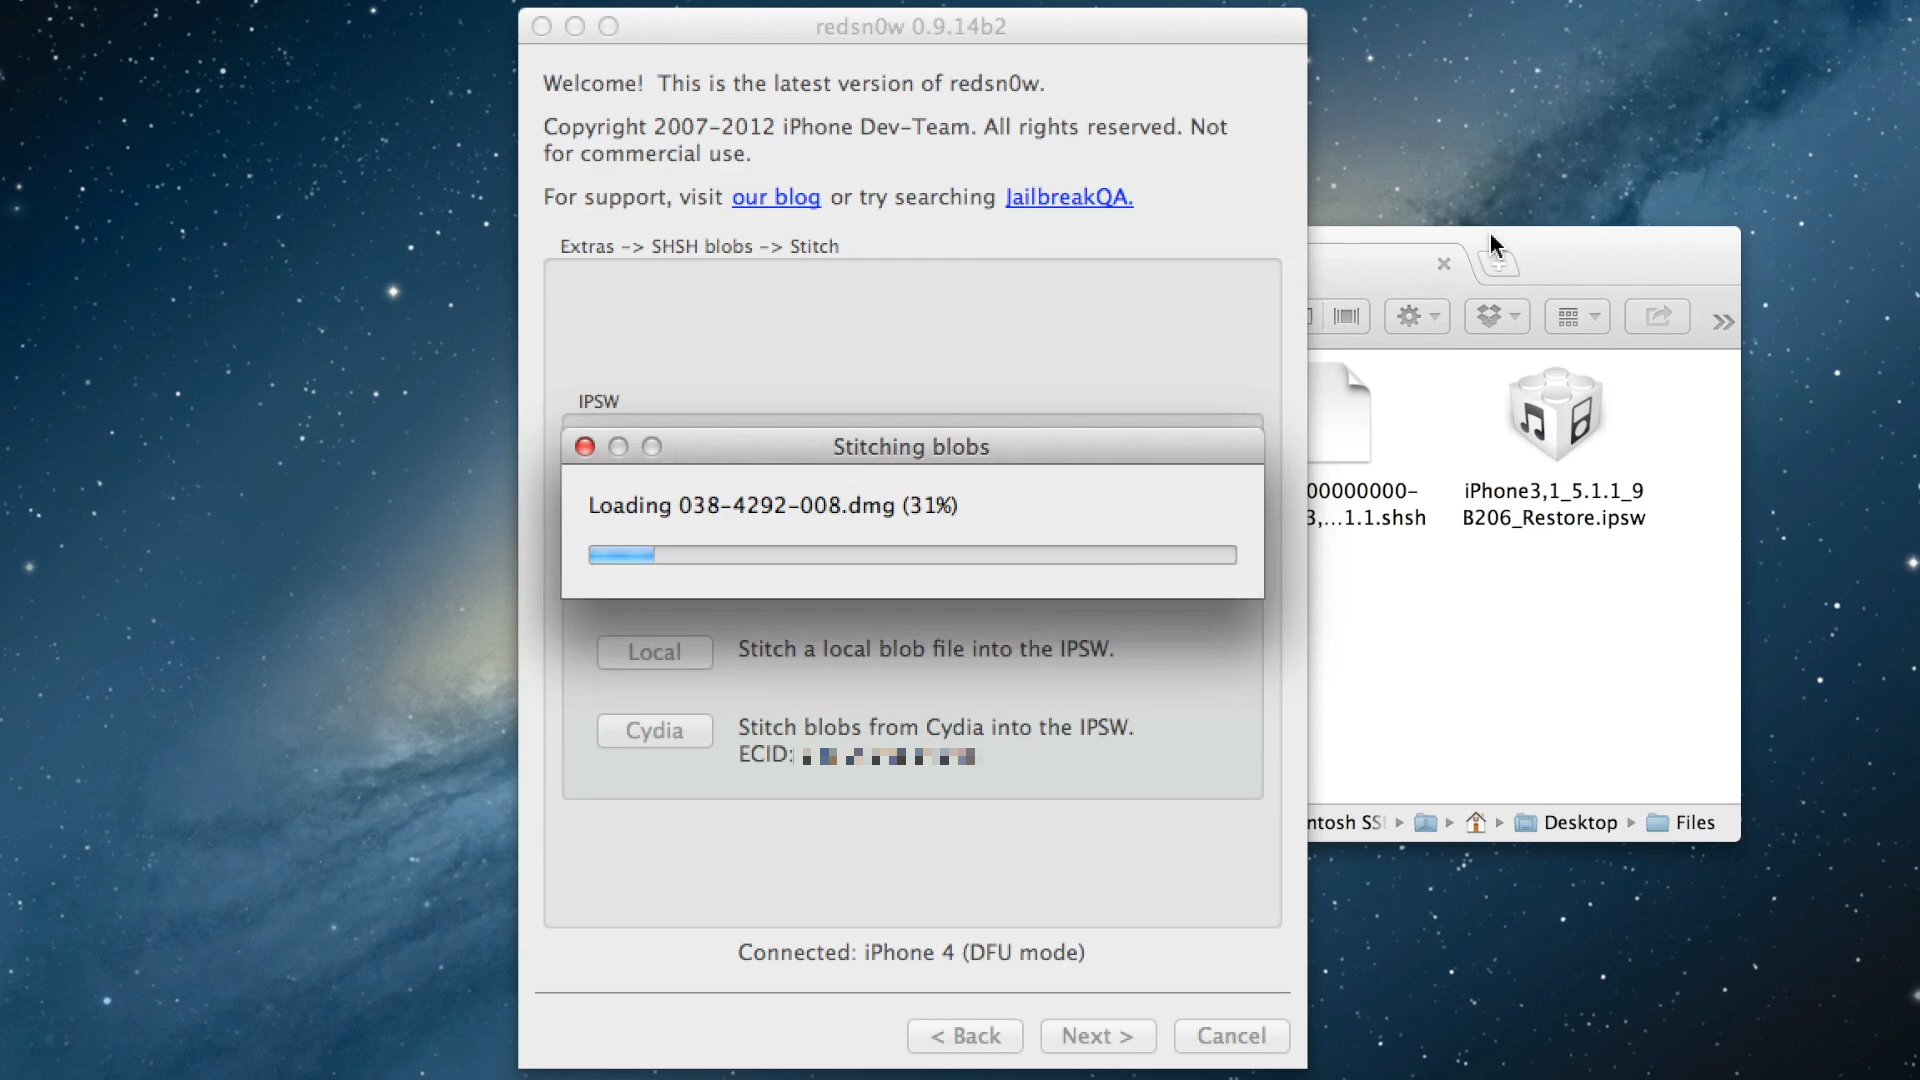 redsn0w 0.9.14b2
Welcome!  This is the latest version of redsn0w.
Copyright 2007-2012 iPhone Dev-Team. All rights reserved. Not
for commercial use.
For support, visit our blog or try searching JailbreakQA.
Extras -> SHSH blobs -> Stitch
IPSW
Stitching blobs
Loading 038-4292-008.dmg (31%)
Local
Stitch a local blob file into the IPSW.
Cydia
Stitch blobs from Cydia into the IPSW.
ECID:
Connected: iPhone 4 (DFU mode)
< Back
Next >
Cancel
00000000-
3,...1.1.shsh
iPhone3,1_5.1.1_9
B206_Restore.ipsw
ntosh SS
Desktop
Files